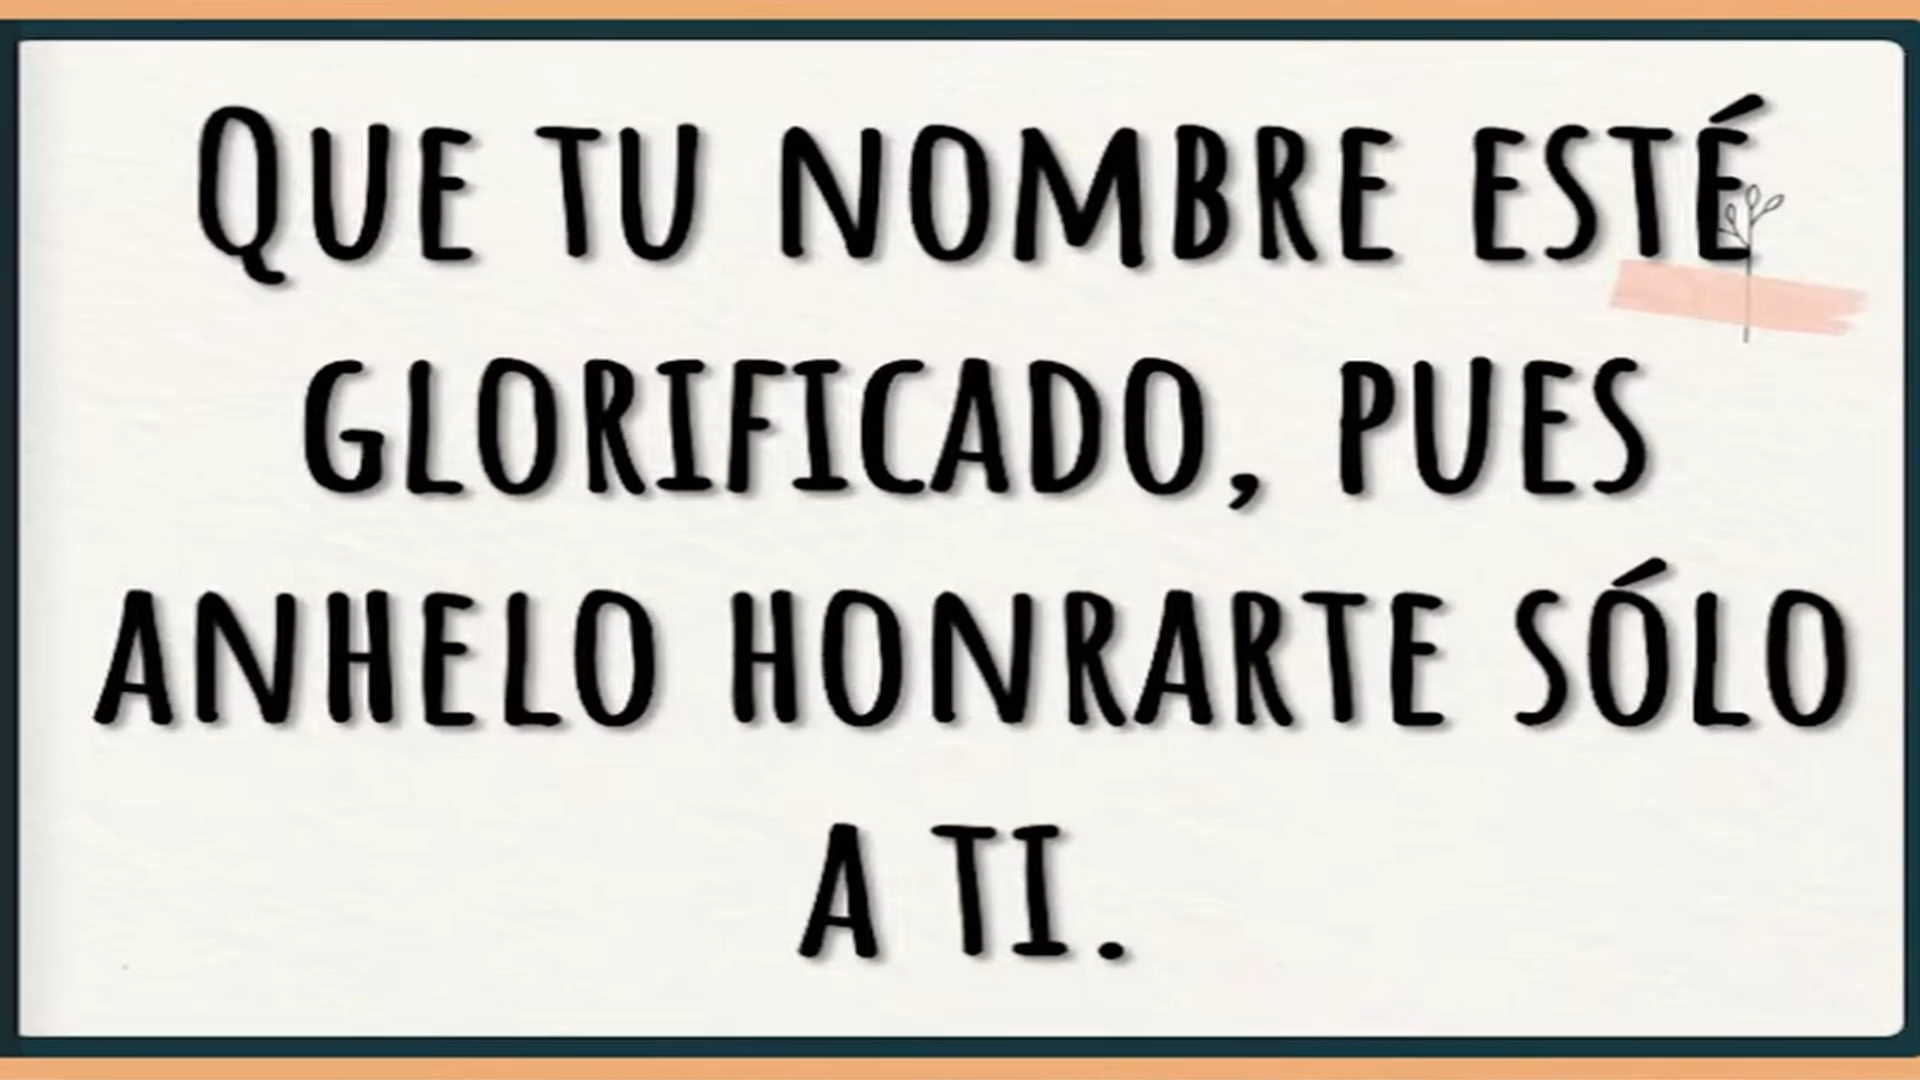 Que tu nombre esté
glorificado, pues
anhelo honrarte sólo
a ti.